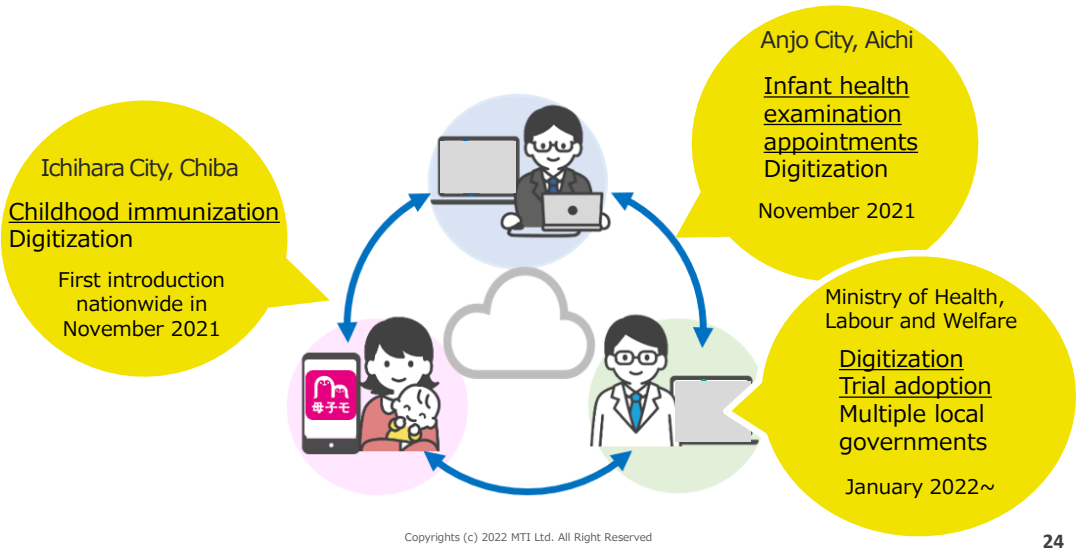 Anjo City, Aichi
Infant health
examination
appointments
Digitization
November 2021
Ichihara City, Chiba
Childhood immunization
Digitization
First introduction
nationwide in
November 2021
Ministry of Health,
Labour and Welfare
Digitization
Trial adoption
Multiple local
governments
January 2022~
母子モ
Copyrights (c) 2022 MTI Ltd. All Right Reserved
24